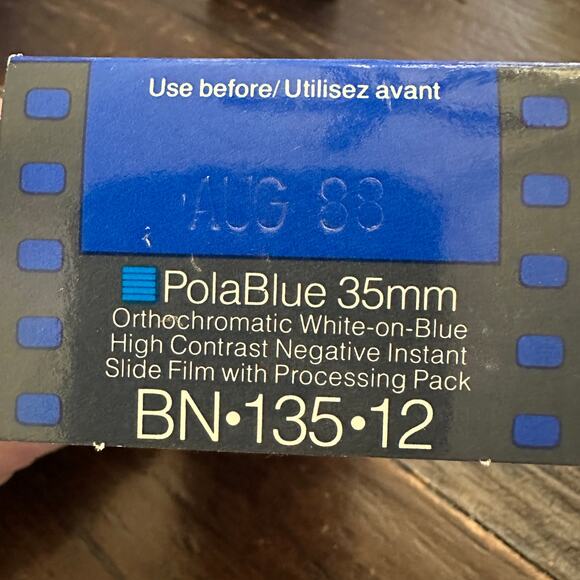 Use before/Utilisez avant
AUG 88
PolaBlue 35mm
Orthochromatic White-on-Blue
High Contrast Negative Instant
Slide Film with Processing Pack
BN•135•12